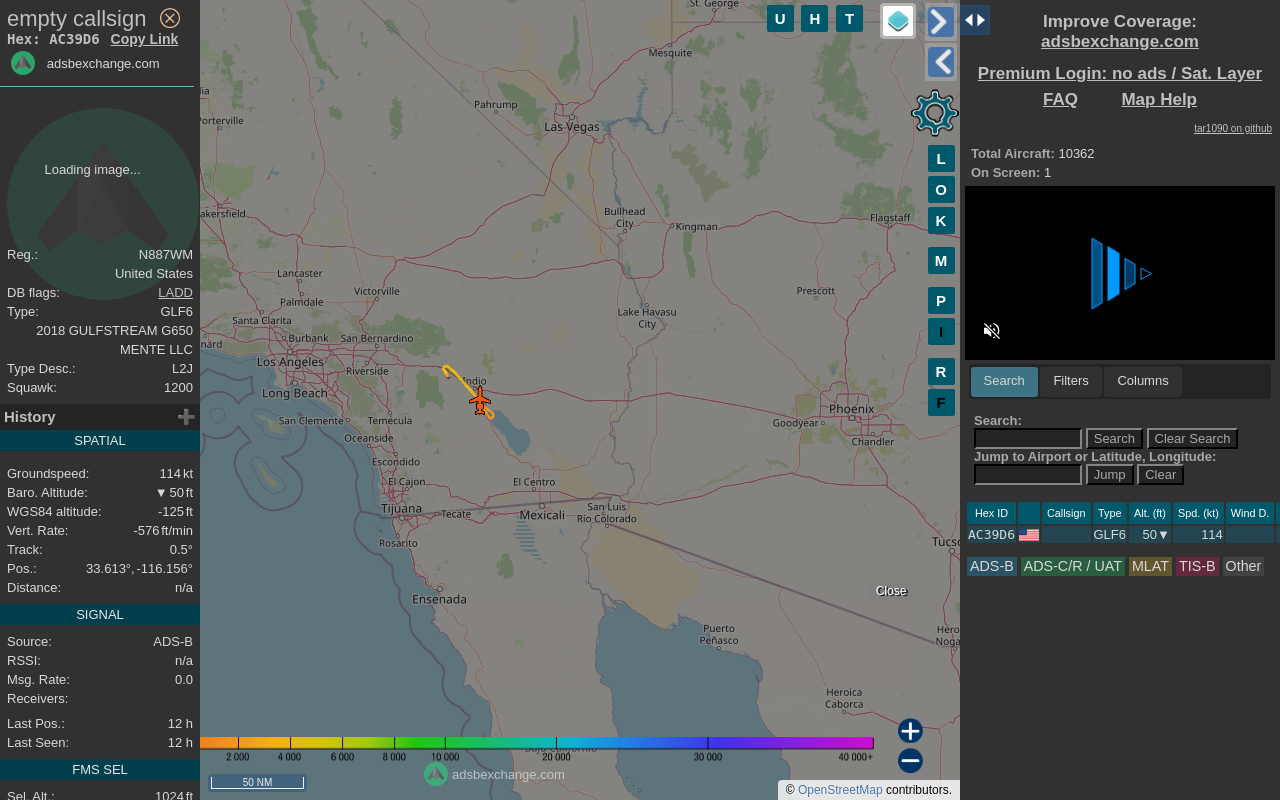 empty callsign
Hex: AC39D6 Copy Link
adsbexchange.com
Loading image...
Reg.: N887WM
United States
DB flags: LADD
Type: GLF6
2018 GULFSTREAM G650
MENTE LLC
Type Desc.: L2J
Squawk: 1200
History
SPATIAL
Groundspeed: 114 kt
Baro. Altitude: ▼ 50 ft
WGS84 altitude: -125 ft
Vert. Rate: -576 ft/min
Track: 0.5°
Pos.: 33.613°, -116.156°
Distance: n/a
SIGNAL
Source: ADS-B
RSSI: n/a
Msg. Rate: 0.0
Receivers:
Last Pos.: 12 h
Last Seen: 12 h
FMS SEL
Sel. Alt.: 1024 ft
St. George
Mesquite
Pahrump
Las Vegas
Porterville
Bullhead
City
Kingman
Flagstaff
akersfield
Lancaster
Victorville
Palmdale
Prescott
Lake Havasu
City
Santa Clarita
nard
Burbank
San Bernardino
Los Angeles
Riverside
Indio
Long Beach
San Clemente
Temecula
Oceanside
Phoenix
Goodyear
Chandler
Escondido
El Cajon
El Centro
Tijuana
Tecate
Mexicali
San Luis
Río Colorado
Rosarito
Ensenada
Puerto
Peñasco
Heroica
Caborca
Close
U H T
L
O
K
M
P
I
R
F
2 000 4 000 6 000 8 000 10 000 20 000 30 000 40 000+
50 NM
adsbexchange.com
© OpenStreetMap contributors.
Improve Coverage:
adsbexchange.com
Premium Login: no ads / Sat. Layer
FAQ Map Help
tar1090 on github
Total Aircraft: 10362
On Screen: 1
Search Filters Columns
Search:
Search Clear Search
Jump to Airport or Latitude, Longitude:
Jump Clear
Hex ID Callsign Type Alt. (ft) Spd. (kt) Wind D.
AC39D6 GLF6 50▼ 114
ADS-B ADS-C/R / UAT MLAT TIS-B Other